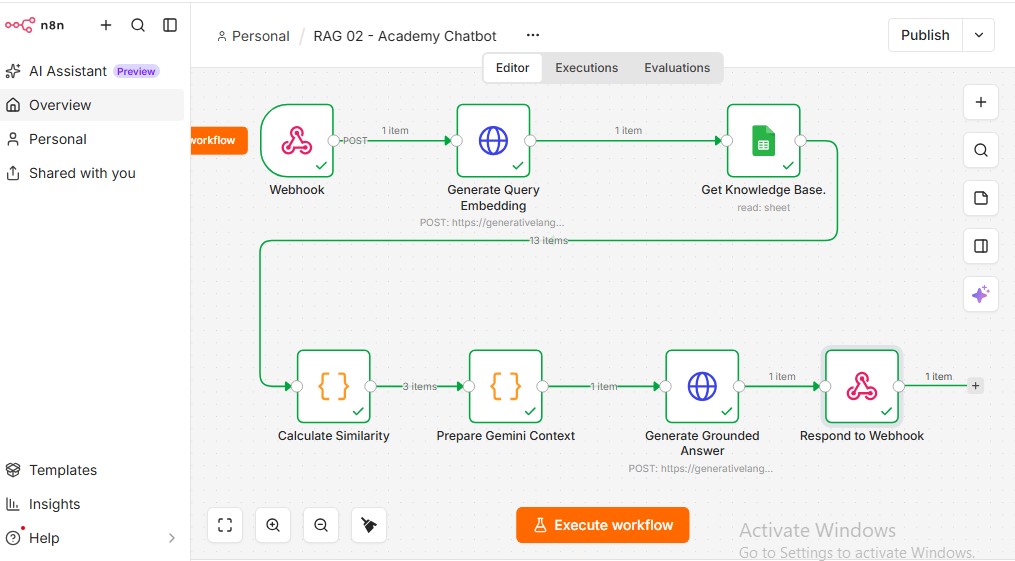 n8n
Personal / RAG 02 - Academy Chatbot ...
Publish
AI Assistant Preview
Overview
Personal
Shared with you
Editor Executions Evaluations
workflow
POST
1 item
1 item
Webhook
Generate Query
Embedding
POST: https://generativelang...
Get Knowledge Base.
read: sheet
13 items
3 items
1 item
1 item
1 item
Calculate Similarity
Prepare Gemini Context
Generate Grounded
Answer
POST: https://generativelang...
Respond to Webhook
Templates
Insights
Help
Execute workflow
Activate Windows
Go to Settings to activate Windows.